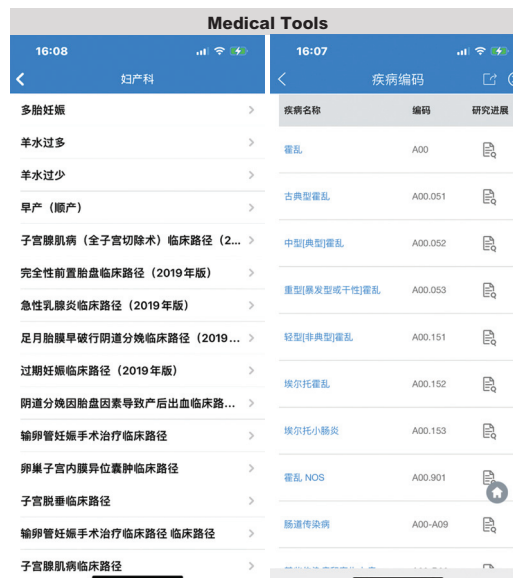 Medical Tools
16:08
妇产科
多胎妊娠
羊水过多
羊水过少
早产（顺产）
子宫腺肌病（全子宫切除术）临床路径（2...
完全性前置胎盘临床路径（2019年版）
急性乳腺炎临床路径（2019年版）
足月胎膜早破行阴道分娩临床路径（2019...
过期妊娠临床路径（2019年版）
阴道分娩因胎盘因素导致产后出血临床路...
输卵管妊娠手术治疗临床路径
卵巢子宫内膜异位囊肿临床路径
子宫脱垂临床路径
输卵管妊娠手术治疗临床路径 临床路径
子宫腺肌病临床路径
16:07
疾病编码
疾病名称 编码 研究进展
霍乱 A00
古典型霍乱 A00.051
中型[典型]霍乱 A00.052
重型[暴发型或干性]霍乱 A00.053
轻型[非典型]霍乱 A00.151
埃尔托霍乱 A00.152
埃尔托小肠炎 A00.153
霍乱, NOS A00.901
肠道传染病 A00-A09